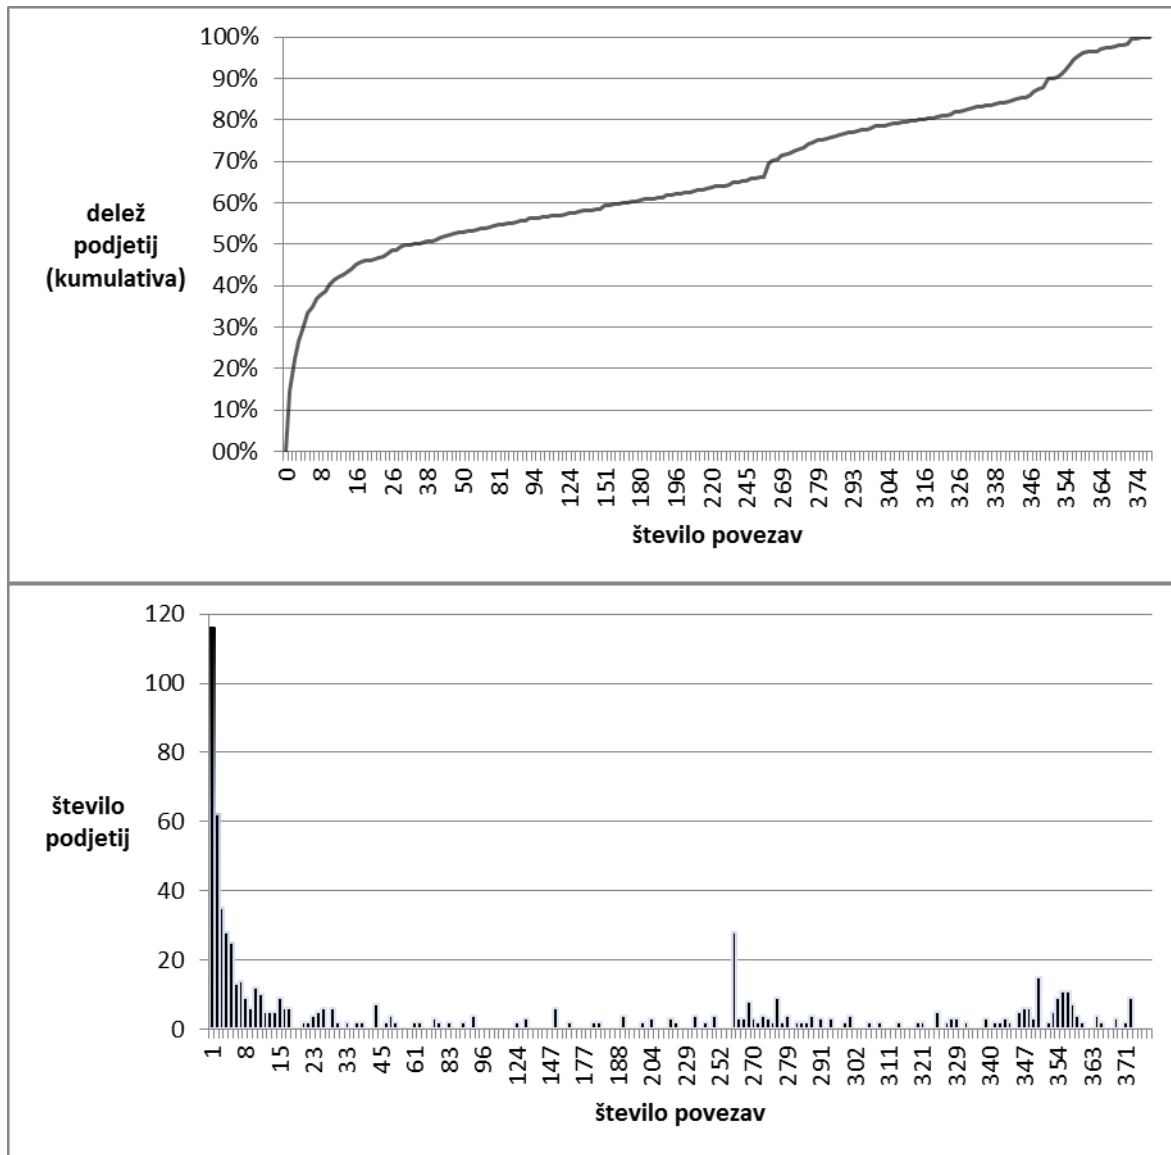 100%
90%
80%
70%
60%
50%
40%
30%
20%
10%
00%
delež
podjetij
(kumulativa)
0 8 16 26 38 50 81 94 124 151 180 196 220 245 269 279 293 304 316 326 338 346 354 364 374
število povezav
120
100
80
60
40
20
0
število
podjetij
1 8 15 23 33 45 61 83 96 124 147 177 188 204 229 252 270 279 291 302 311 321 329 340 347 354 363 371
število povezav